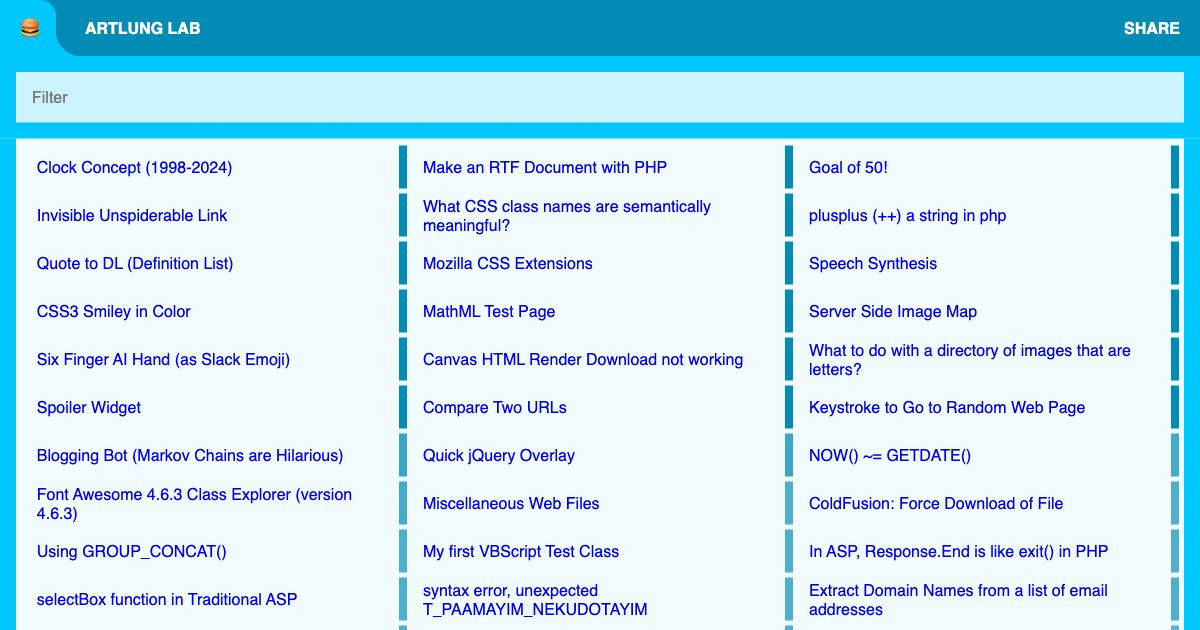 ARTLUNG LAB
SHARE
Filter
Clock Concept (1998-2024)
Make an RTF Document with PHP
Goal of 50!
Invisible Unspiderable Link
What CSS class names are semantically
meaningful?
plusplus (++) a string in php
Quote to DL (Definition List)
Mozilla CSS Extensions
Speech Synthesis
CSS3 Smiley in Color
MathML Test Page
Server Side Image Map
Six Finger AI Hand (as Slack Emoji)
Canvas HTML Render Download not working
What to do with a directory of images that are
letters?
Spoiler Widget
Compare Two URLs
Keystroke to Go to Random Web Page
Blogging Bot (Markov Chains are Hilarious)
Quick jQuery Overlay
NOW() ~= GETDATE()
Font Awesome 4.6.3 Class Explorer (version
4.6.3)
Miscellaneous Web Files
ColdFusion: Force Download of File
Using GROUP_CONCAT()
My first VBScript Test Class
In ASP, Response.End is like exit() in PHP
selectBox function in Traditional ASP
syntax error, unexpected
T_PAAMAYIM_NEKUDOTAYIM
Extract Domain Names from a list of email
addresses